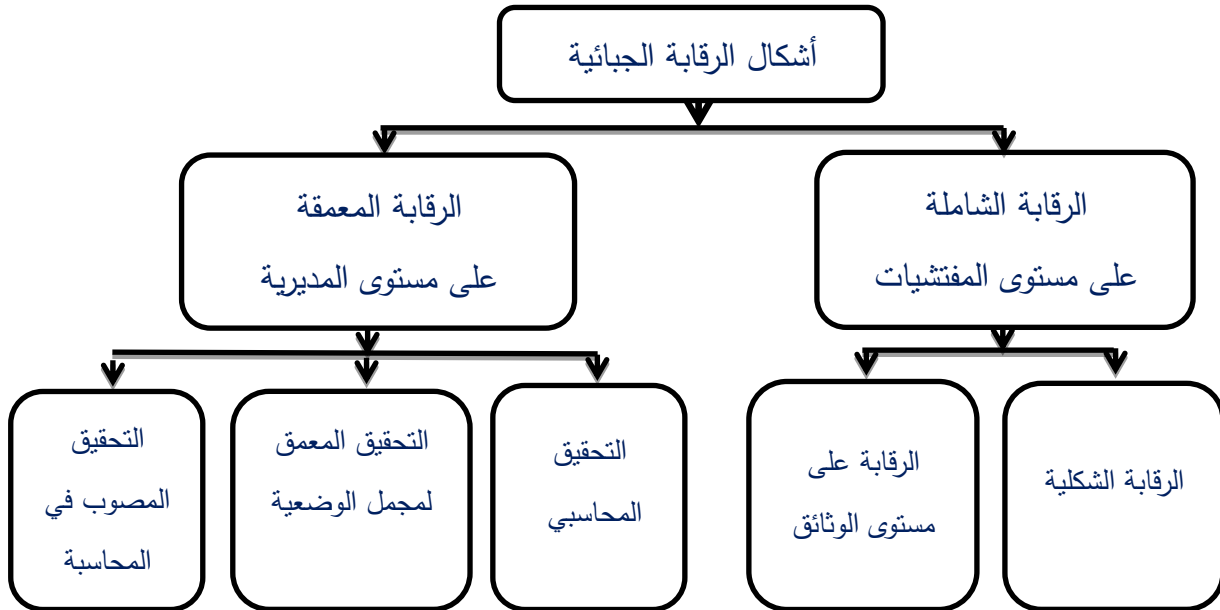 أشكال الرقابة الجبائية
الرقابة الشاملة
على مستوى المفتشيات
الرقابة المعمقة
على مستوى المديرية
الرقابة الشكلية
الرقابة على
مستوى الوثائق
التحقيق
المحاسبي
التحقيق المعمق
لمجمل الوضعية
التحقيق
المصوب في
المحاسبة